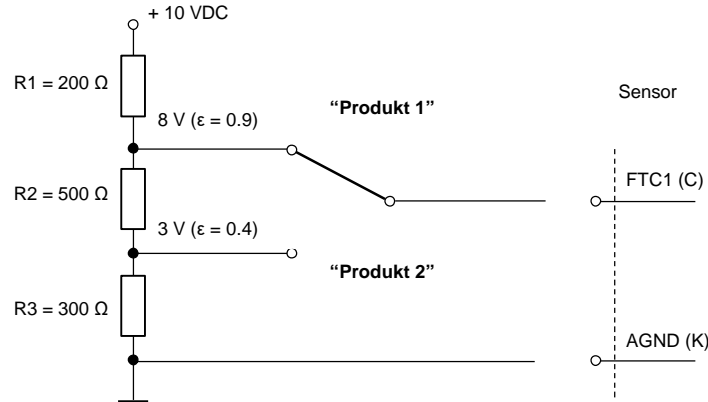 + 10 VDC
R1 = 200 Ω
“Produkt 1”
Sensor
8 V (ε = 0.9)
FTC1 (C)
R2 = 500 Ω
3 V (ε = 0.4)
“Produkt 2”
R3 = 300 Ω
AGND (K)